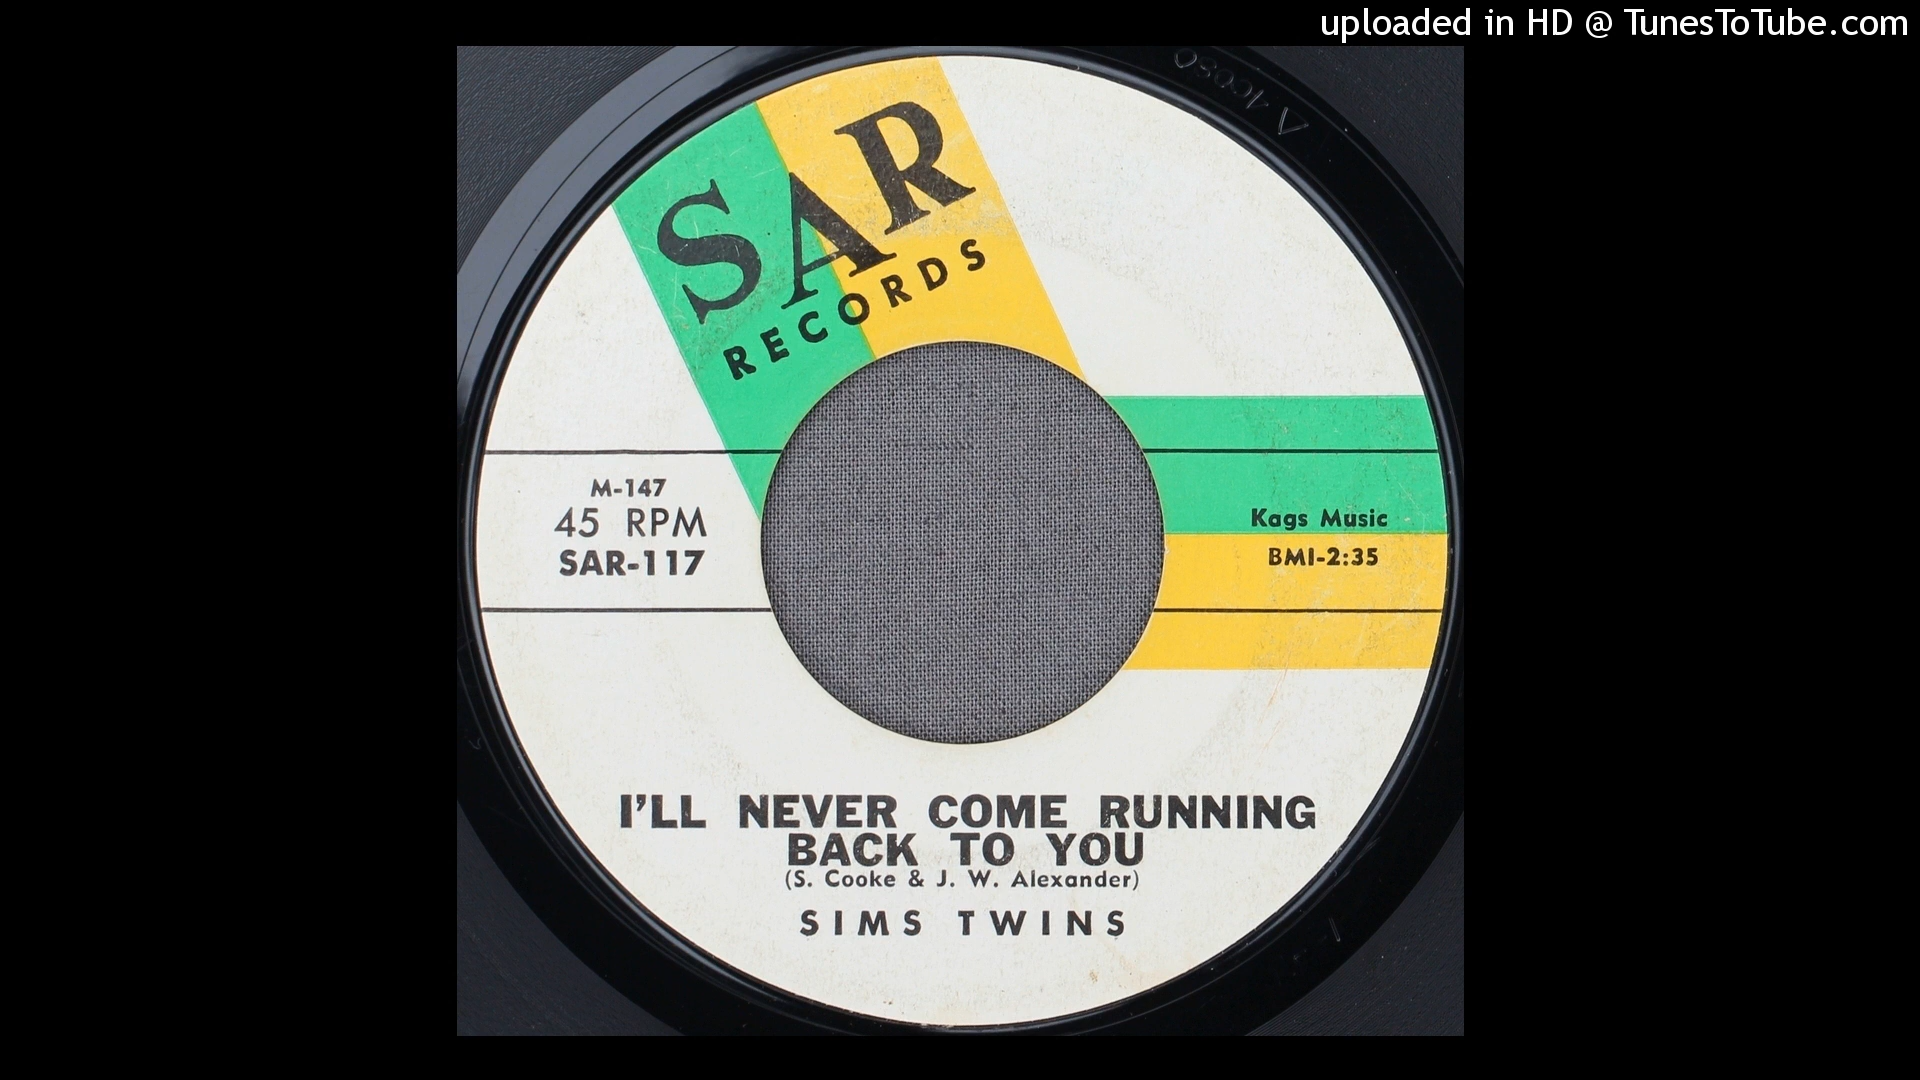 uploaded in HD @ TunesToTube.com
SAR
RECORDS
M-147
45 RPM
SAR-117
Kags Music
BMI-2:35
I'LL NEVER COME RUNNING
BACK TO YOU
(S. Cooke & J. W. Alexander)
SIMS TWINS